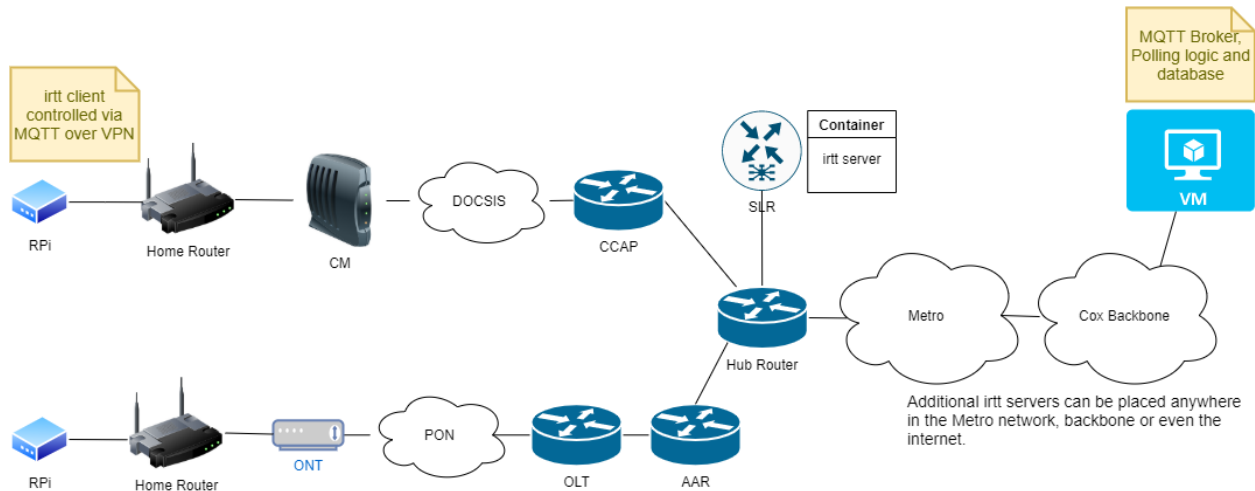 MQTT Broker,
Polling logic and
database
irtt client
controlled via
MQTT over VPN
Container
irtt server
VM
DOCSIS
SLR
RPi
Home Router
CM
CCAP
Metro
Cox Backbone
Hub Router
Additional irtt servers can be placed anywhere
in the Metro network, backbone or even the
internet.
PON
RPi
Home Router
ONT
OLT
AAR